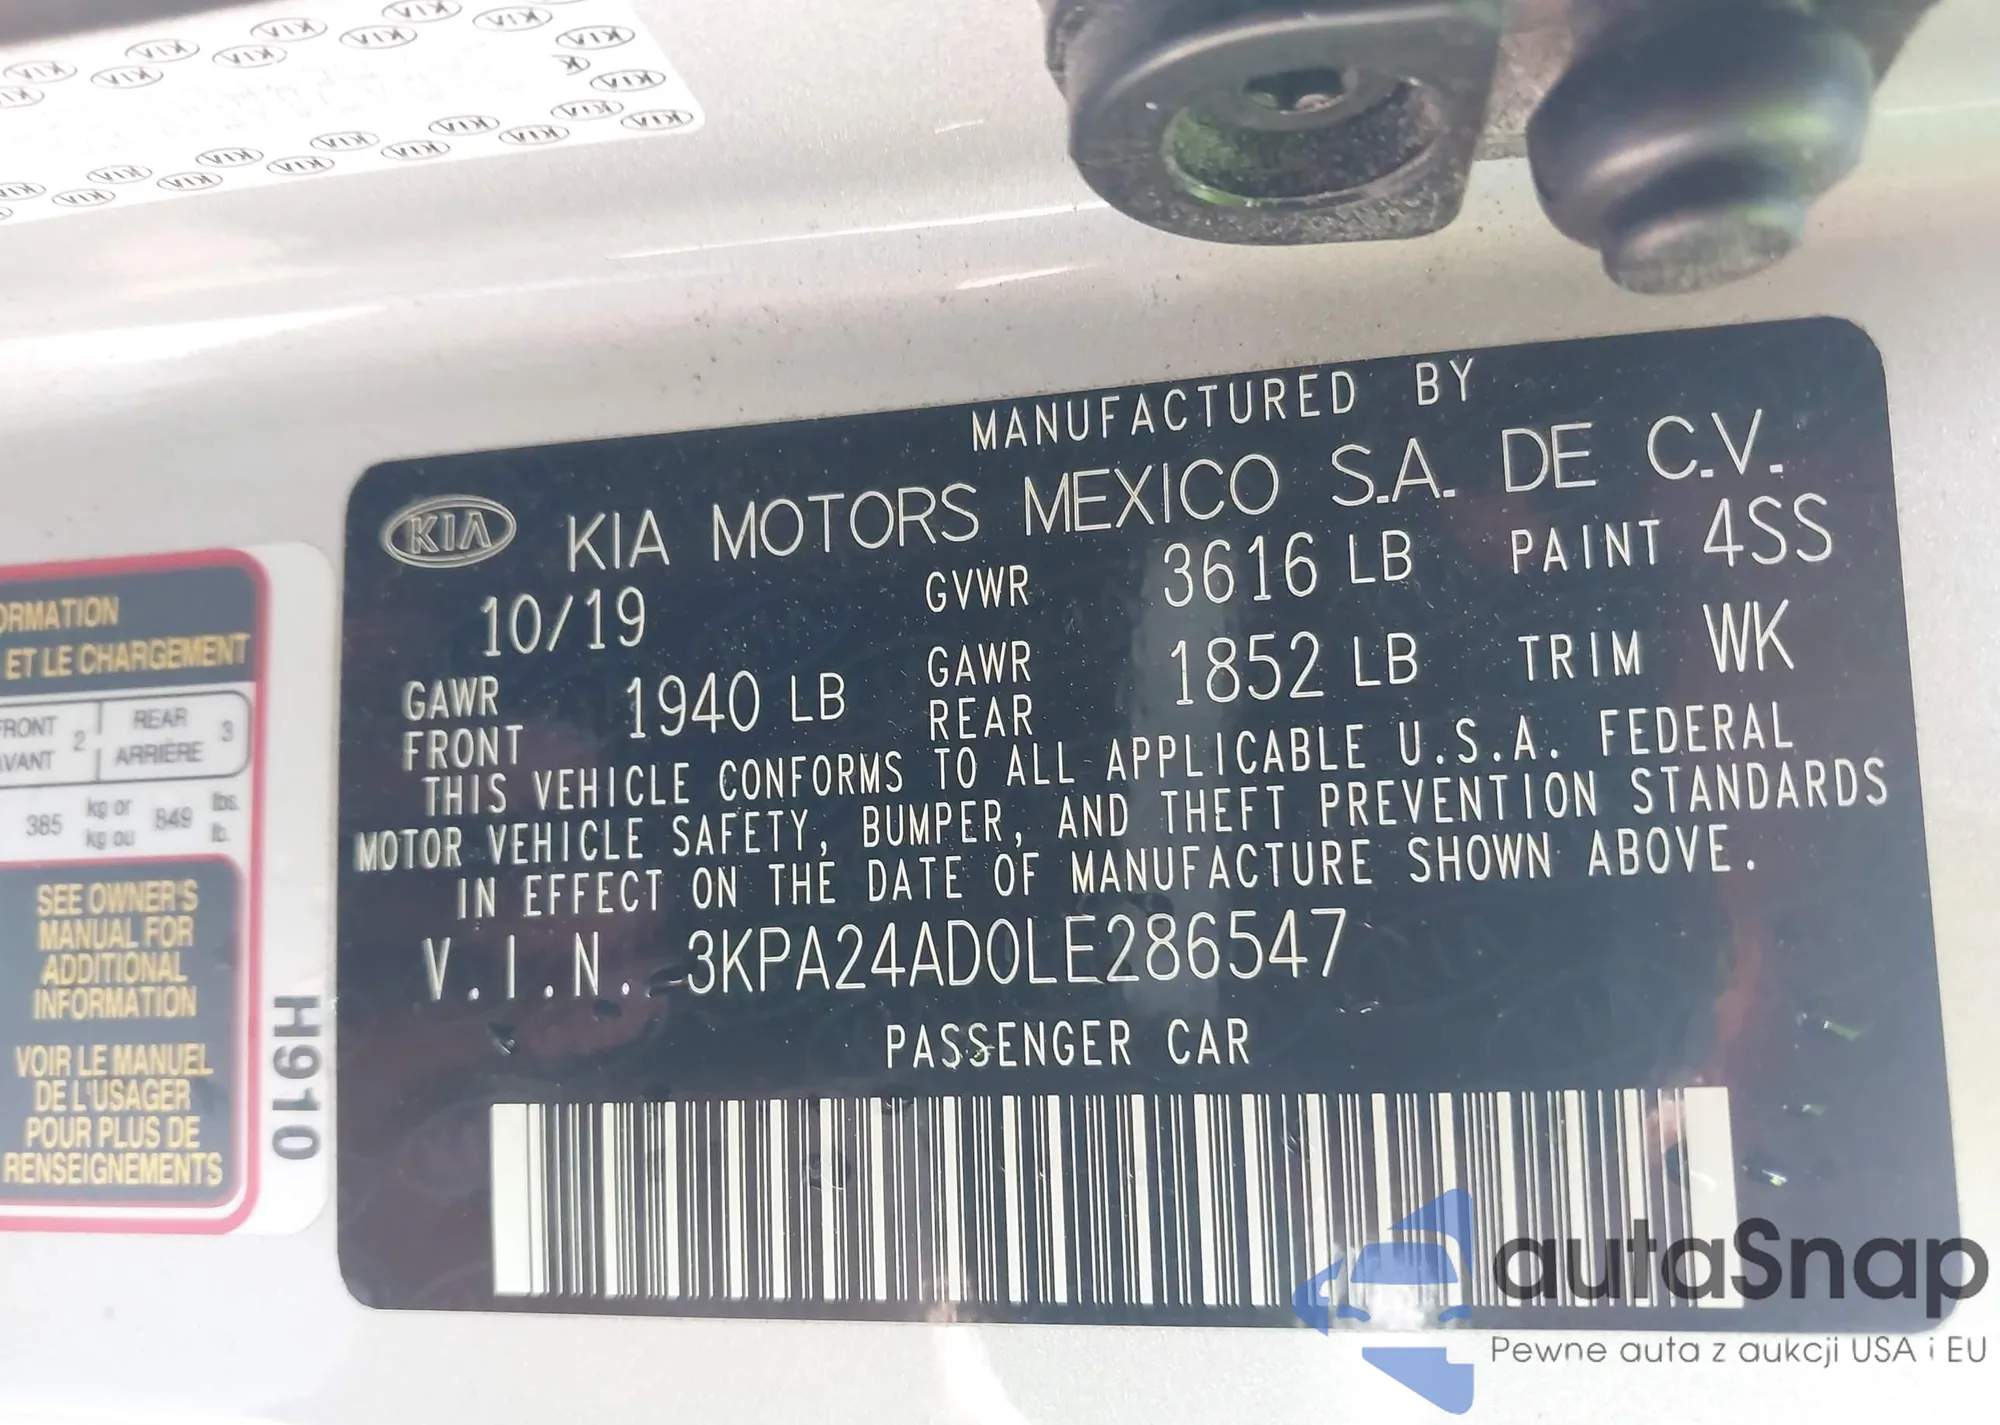 MANUFACTURED BY
KIA KIA MOTORS MEXICO S.A. DE C.V.
10/19 GVWR 3616 LB PAINT 4SS
GAWR FRONT 1940 LB GAWR REAR 1852 LB TRIM WK
THIS VEHICLE CONFORMS TO ALL APPLICABLE U.S.A. FEDERAL
MOTOR VEHICLE SAFETY, BUMPER, AND THEFT PREVENTION STANDARDS
IN EFFECT ON THE DATE OF MANUFACTURE SHOWN ABOVE.
V.I.N. 3KPA24AD0LE286547
PASSENGER CAR
ET LE CHARGEMENT
FRONT 2 REAR 3
ARRIÈRE
385 kg or 849 lbs.
kg ou lb.
SEE OWNER'S
MANUAL FOR
ADDITIONAL
INFORMATION
VOIR LE MANUEL
DE L'USAGER
POUR PLUS DE
RENSEIGNEMENTS
H910
autaSnap
Pewne auta z aukcji USA i EU